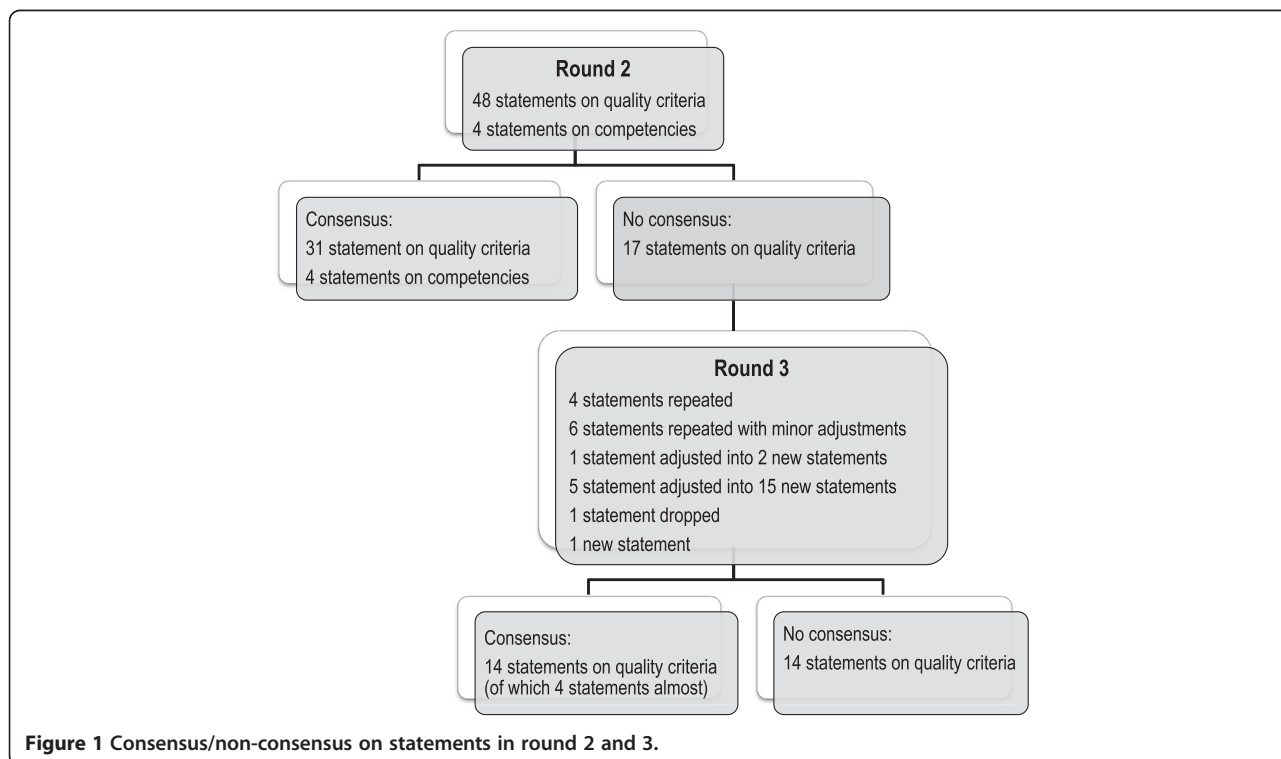 Round 2
48 statements on quality criteria
4 statements on competencies
Consensus:
31 statement on quality criteria
4 statements on competencies
No consensus:
17 statements on quality criteria
Round 3
4 statements repeated
6 statements repeated with minor adjustments
1 statement adjusted into 2 new statements
5 statement adjusted into 15 new statements
1 statement dropped
1 new statement
Consensus:
14 statements on quality criteria
(of which 4 statements almost)
No consensus:
14 statements on quality criteria
Figure 1 Consensus/non-consensus on statements in round 2 and 3.